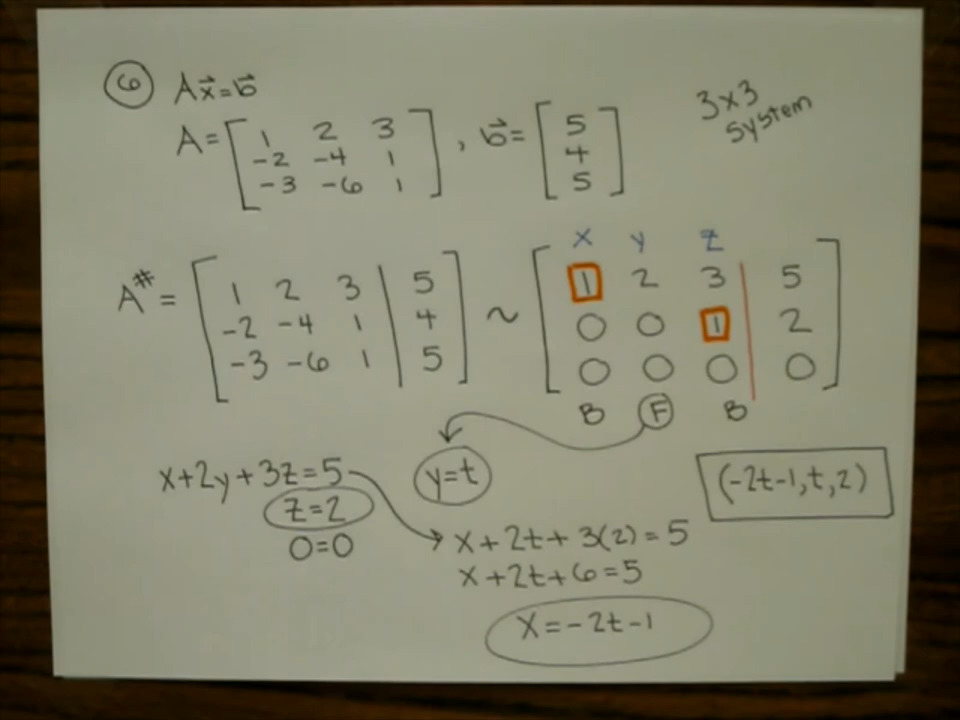 6 Ax⃗=b⃗
3x3 system
A= [ 1 2 3 ] , b⃗= [ 5 ]
[ -2 -4 1 ] [ 4 ]
[ -3 -6 1 ] [ 5 ]
X Y Z
A# = [ 1 2 3 | 5 ] ~ [ 1 2 3 | 5 ]
[ -2 -4 1 | 4 ] [ 0 0 1 | 2 ]
[ -3 -6 1 | 5 ] [ 0 0 0 | 0 ]
B F B
x+2y+3z=5
z=2
0=0
y=t
(-2t-1, t, 2)
x+2t+3(2)=5
x+2t+6=5
x=-2t-1